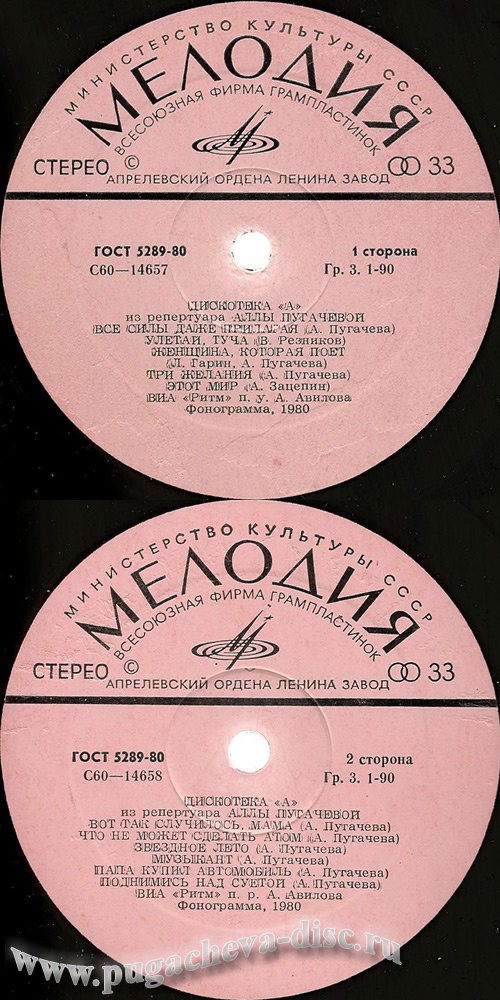 МИНИСТЕРСТВО КУЛЬТУРЫ СССР
МЕЛОДИЯ
ВСЕСОЮЗНАЯ ФИРМА ГРАМПЛАСТИНОК
СТЕРЕО © 33
АПРЕЛЕВСКИЙ ОРДЕНА ЛЕНИНА ЗАВОД
ГОСТ 5289-80 1 сторона
С60—14657 Гр. 3. 1-90
ДИСКОТЕКА «А»
из репертуара АЛЛЫ ПУГАЧЕВОЙ
ВСЕ СИЛЫ ДАЖЕ ПРИЛАГАЯ (А. Пугачева)
УЛЕТАЙ, ТУЧА (В. Резников)
ЖЕНЩИНА, КОТОРАЯ ПОЕТ
(Л. Гарин, А. Пугачева)
ТРИ ЖЕЛАНИЯ (А. Пугачева)
ЭТОТ МИР (А. Зацепин)
ВИА «Ритм» п. у. А. Авилова
Фонограмма, 1980
МИНИСТЕРСТВО КУЛЬТУРЫ СССР
МЕЛОДИЯ
ВСЕСОЮЗНАЯ ФИРМА ГРАМПЛАСТИНОК
СТЕРЕО © 33
АПРЕЛЕВСКИЙ ОРДЕНА ЛЕНИНА ЗАВОД
ГОСТ 5289-80 2 сторона
С60—14658 Гр. 3. 1-90
ДИСКОТЕКА «А»
из репертуара АЛЛЫ ПУГАЧЕВОЙ
ВОТ ТАК СЛУЧИЛОСЬ, МАМА (А. Пугачева)
ЧТО НЕ МОЖЕТ СДЕЛАТЬ АТОМ (А. Пугачева)
ЗВЕЗДНОЕ ЛЕТО (А. Пугачева)
МУЗЫКАНТ (А. Пугачева)
ПАПА КУПИЛ АВТОМОБИЛЬ (А. Пугачева)
ПОДНИМИСЬ НАД СУЕТОЙ (А. Пугачева)
ВИА «Ритм» п. р. А. Авилова
Фонограмма, 1980
www.pugacheva-disc.ru